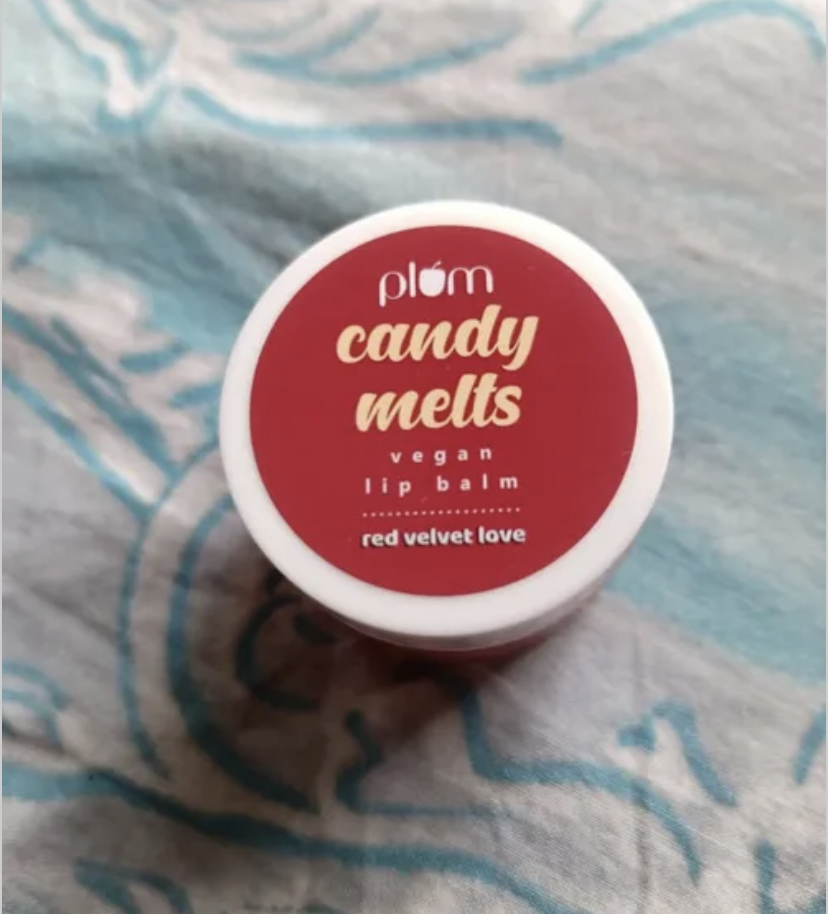 plum
candy
melts
vegan
lip balm
red velvet love